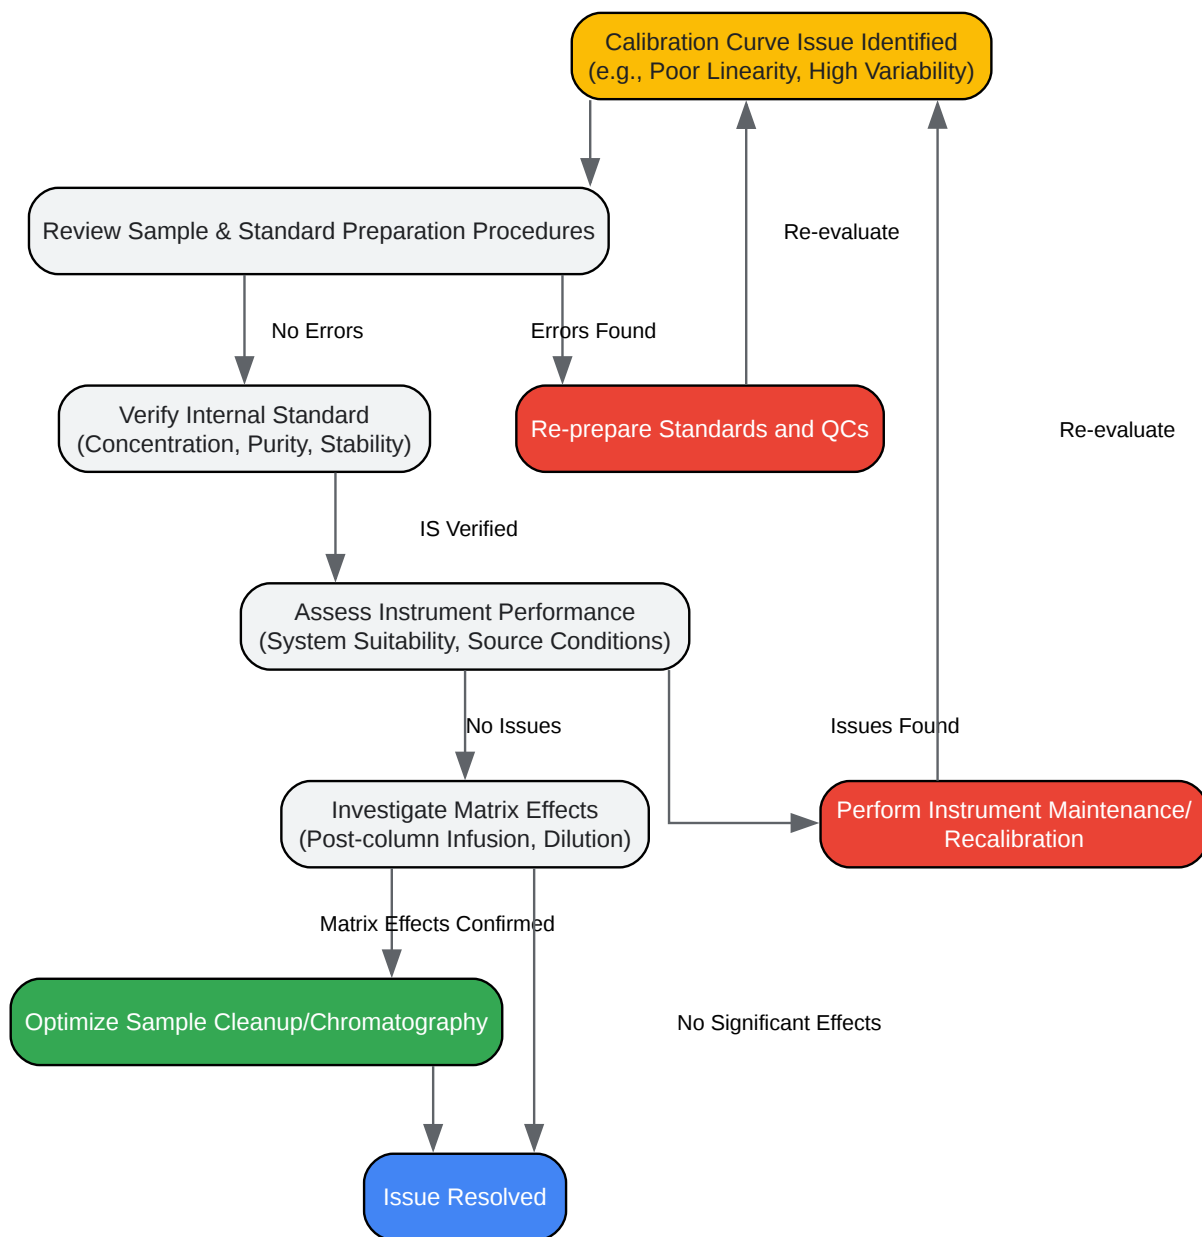 Calibration Curve Issue Identified
(e.g., Poor Linearity, High Variability)
Review Sample & Standard Preparation Procedures
Re-evaluate
No Errors
Errors Found
Verify Internal Standard
(Concentration, Purity, Stability)
Re-prepare Standards and QCs
Re-evaluate
IS Verified
Assess Instrument Performance
(System Suitability, Source Conditions)
No Issues
Issues Found
Investigate Matrix Effects
(Post-column Infusion, Dilution)
Perform Instrument Maintenance/
Recalibration
Matrix Effects Confirmed
Optimize Sample Cleanup/Chromatography
No Significant Effects
Issue Resolved